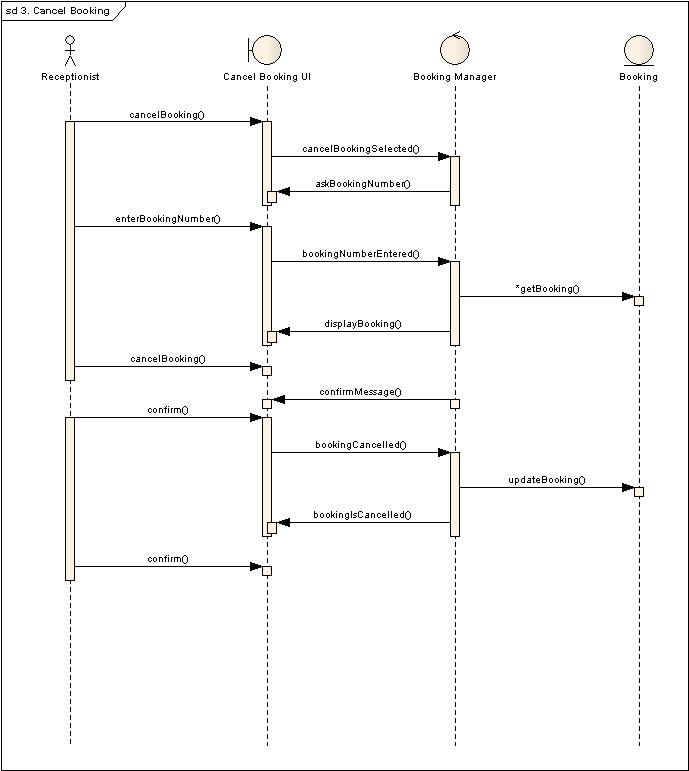 sd 3. Cancel Booking
Receptionist
Cancel Booking UI
Booking Manager
Booking
cancelBooking()
cancelBookingSelected()
askBookingNumber()
enterBookingNumber()
bookingNumberEntered()
*getBooking()
displayBooking()
cancelBooking()
confirmMessage()
confirm()
bookingCancelled()
updateBooking()
bookingIsCancelled()
confirm()